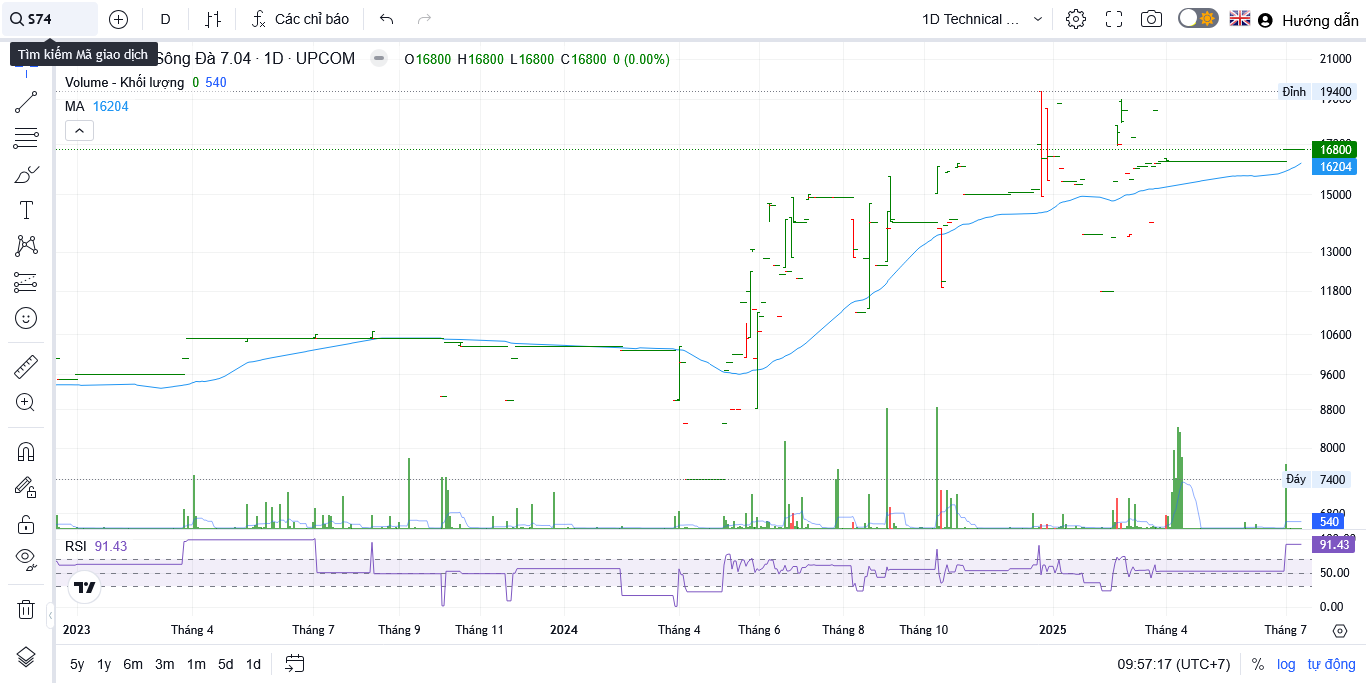 S74 D Các chỉ báo 1D Technical ... Hướng dẫn
Tìm kiếm Mã giao dịch
Sông Đà 7.04 · 1D · UPCOM O16800 H16800 L16800 C16800 0 (0.00%)
Volume - Khối lượng 0 540
MA 16204
21000
Đỉnh 19400
16800
16204
15000
13000
11800
10600
9600
8800
8000
Đáy 7400
540
RSI 91.43
91.43
50.00
0.00
2023 Tháng 4 Tháng 7 Tháng 9 Tháng 11 2024 Tháng 4 Tháng 6 Tháng 8 Tháng 10 2025 Tháng 4 Tháng 7
5y 1y 6m 3m 1m 5d 1d 09:57:17 (UTC+7) % log tự động